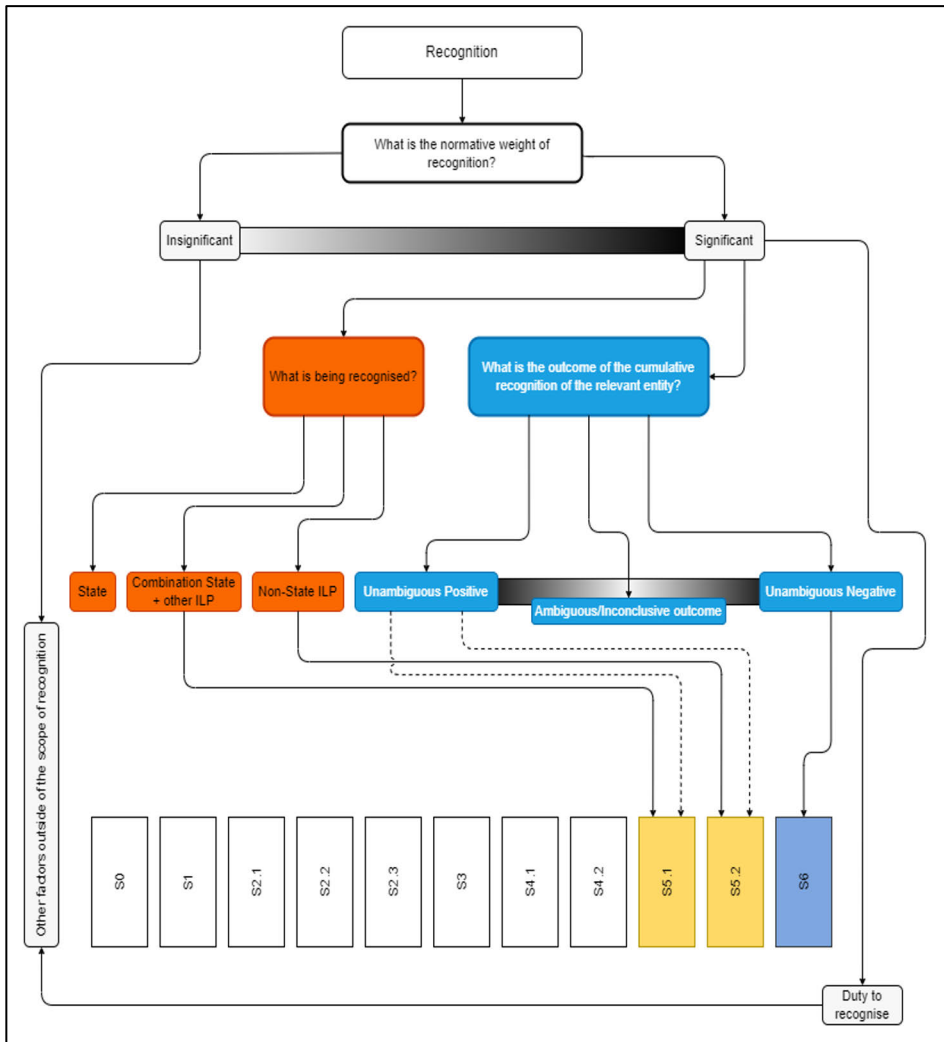 Recognition
What is the normative weight of
recognition?
Insignificant
Significant
What is being recognised?
What is the outcome of the cumulative
recognition of the relevant entity?
State
Combination State
+ other ILP
Non-State ILP
Unambiguous Positive
Ambiguous/Inconclusive outcome
Unambiguous Negative
Other factors outside of the scope of recognition
S0
S1
S2.1
S2.2
S2.3
S3
S4.1
S4.2
S5.1
S5.2
S6
Duty to
recognise